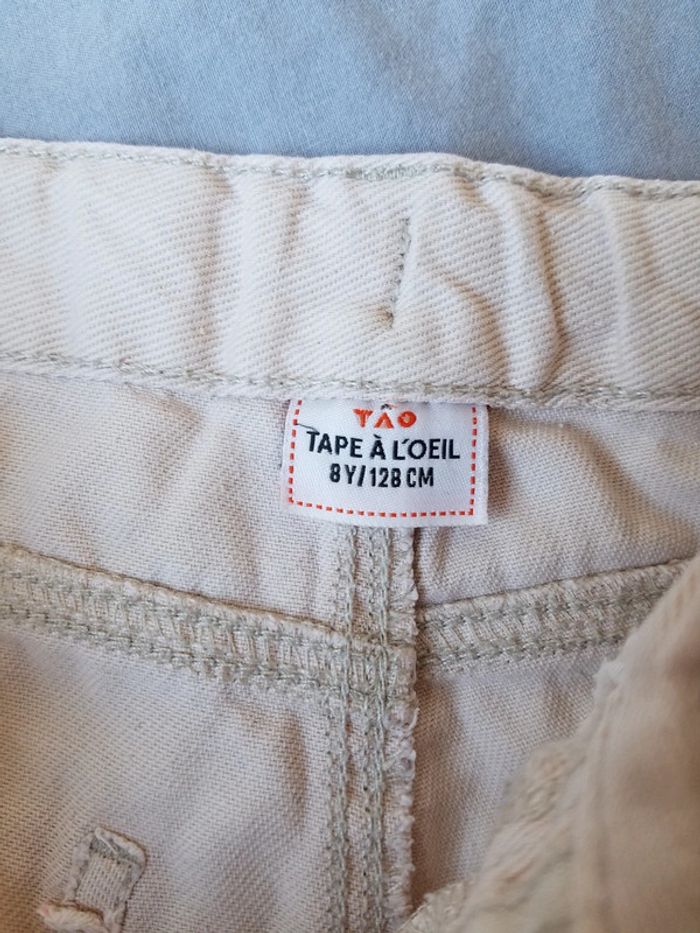 TAO
TAPE À L'OEIL
8Y/128 CM